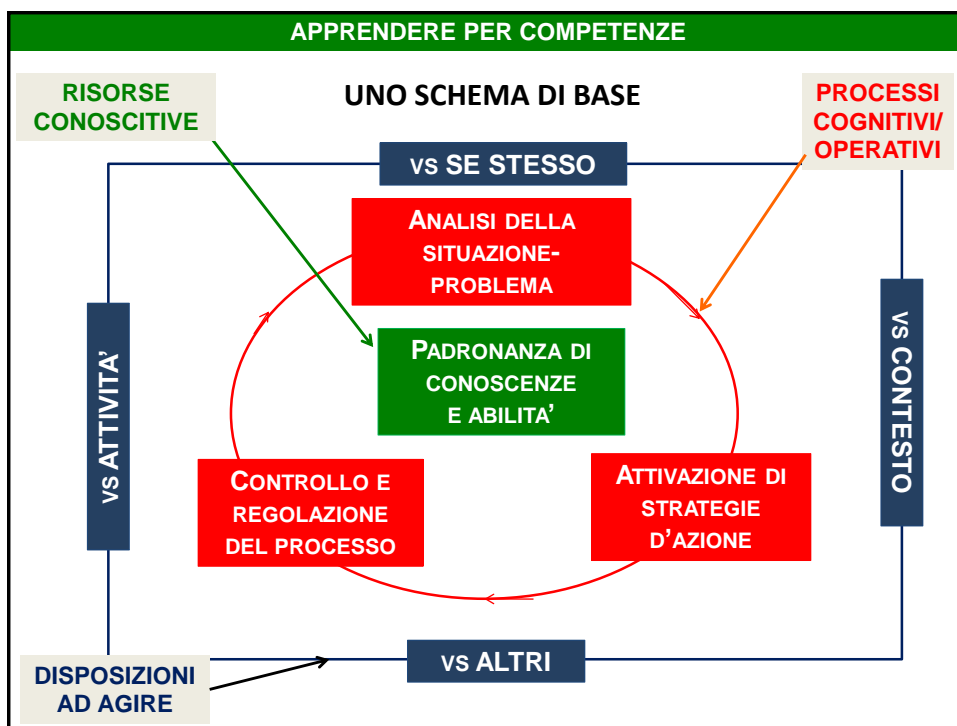 APPRENDERE PER COMPETENZE
RISORSE
CONOSCITIVE
UNO SCHEMA DI BASE
PROCESSI
COGNITIVI/
OPERATIVI
VS SE STESSO
ANALISI DELLA
SITUAZIONE-
PROBLEMA
VS ATTIVITA’
PADRONANZA DI
CONOSCENZE
E ABILITA’
VS CONTESTO
CONTROLLO E
REGOLAZIONE
DEL PROCESSO
ATTIVAZIONE DI
STRATEGIE
D’AZIONE
VS ALTRI
DISPOSIZIONI
AD AGIRE